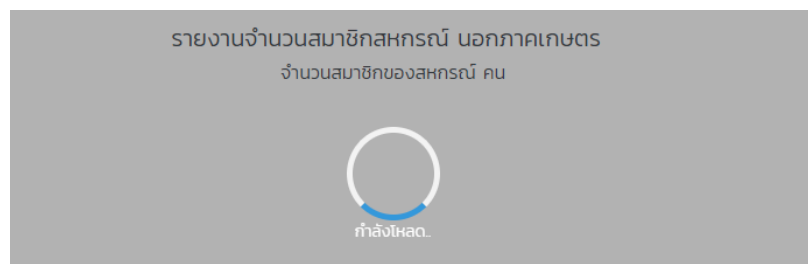 รายงานจำนวนสมาชิกสหกรณ์ นอกภาคเกษตร
จำนวนสมาชิกของสหกรณ์ คน
กำลังโหลด..